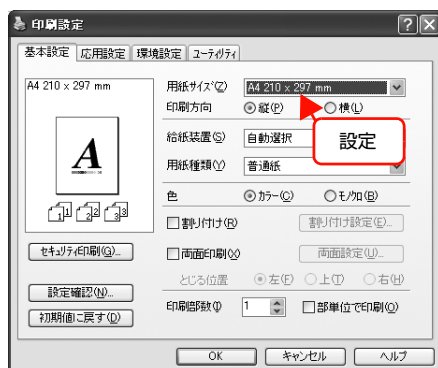 印刷設定
基本設定 応用設定 環境設定 ユーティリティ
A4 210 x 297 mm
A
1 2 3
セキュリティ印刷(G)...
設定確認(N)...
初期値に戻す(D)
用紙サイズ(Z) A4 210 x 297 mm
印刷方向 縦(P) 横(L)
設定
給紙装置(S) 自動選択
用紙種類(Y) 普通紙
色 カラー(C) モノクロ(B)
割り付け(R) 割り付け設定(E)...
両面印刷(X) 両面設定(U)...
とじる位置 左(F) 上(T) 右(H)
印刷部数(I) 1 部単位で印刷(O)
OK キャンセル ヘルプ